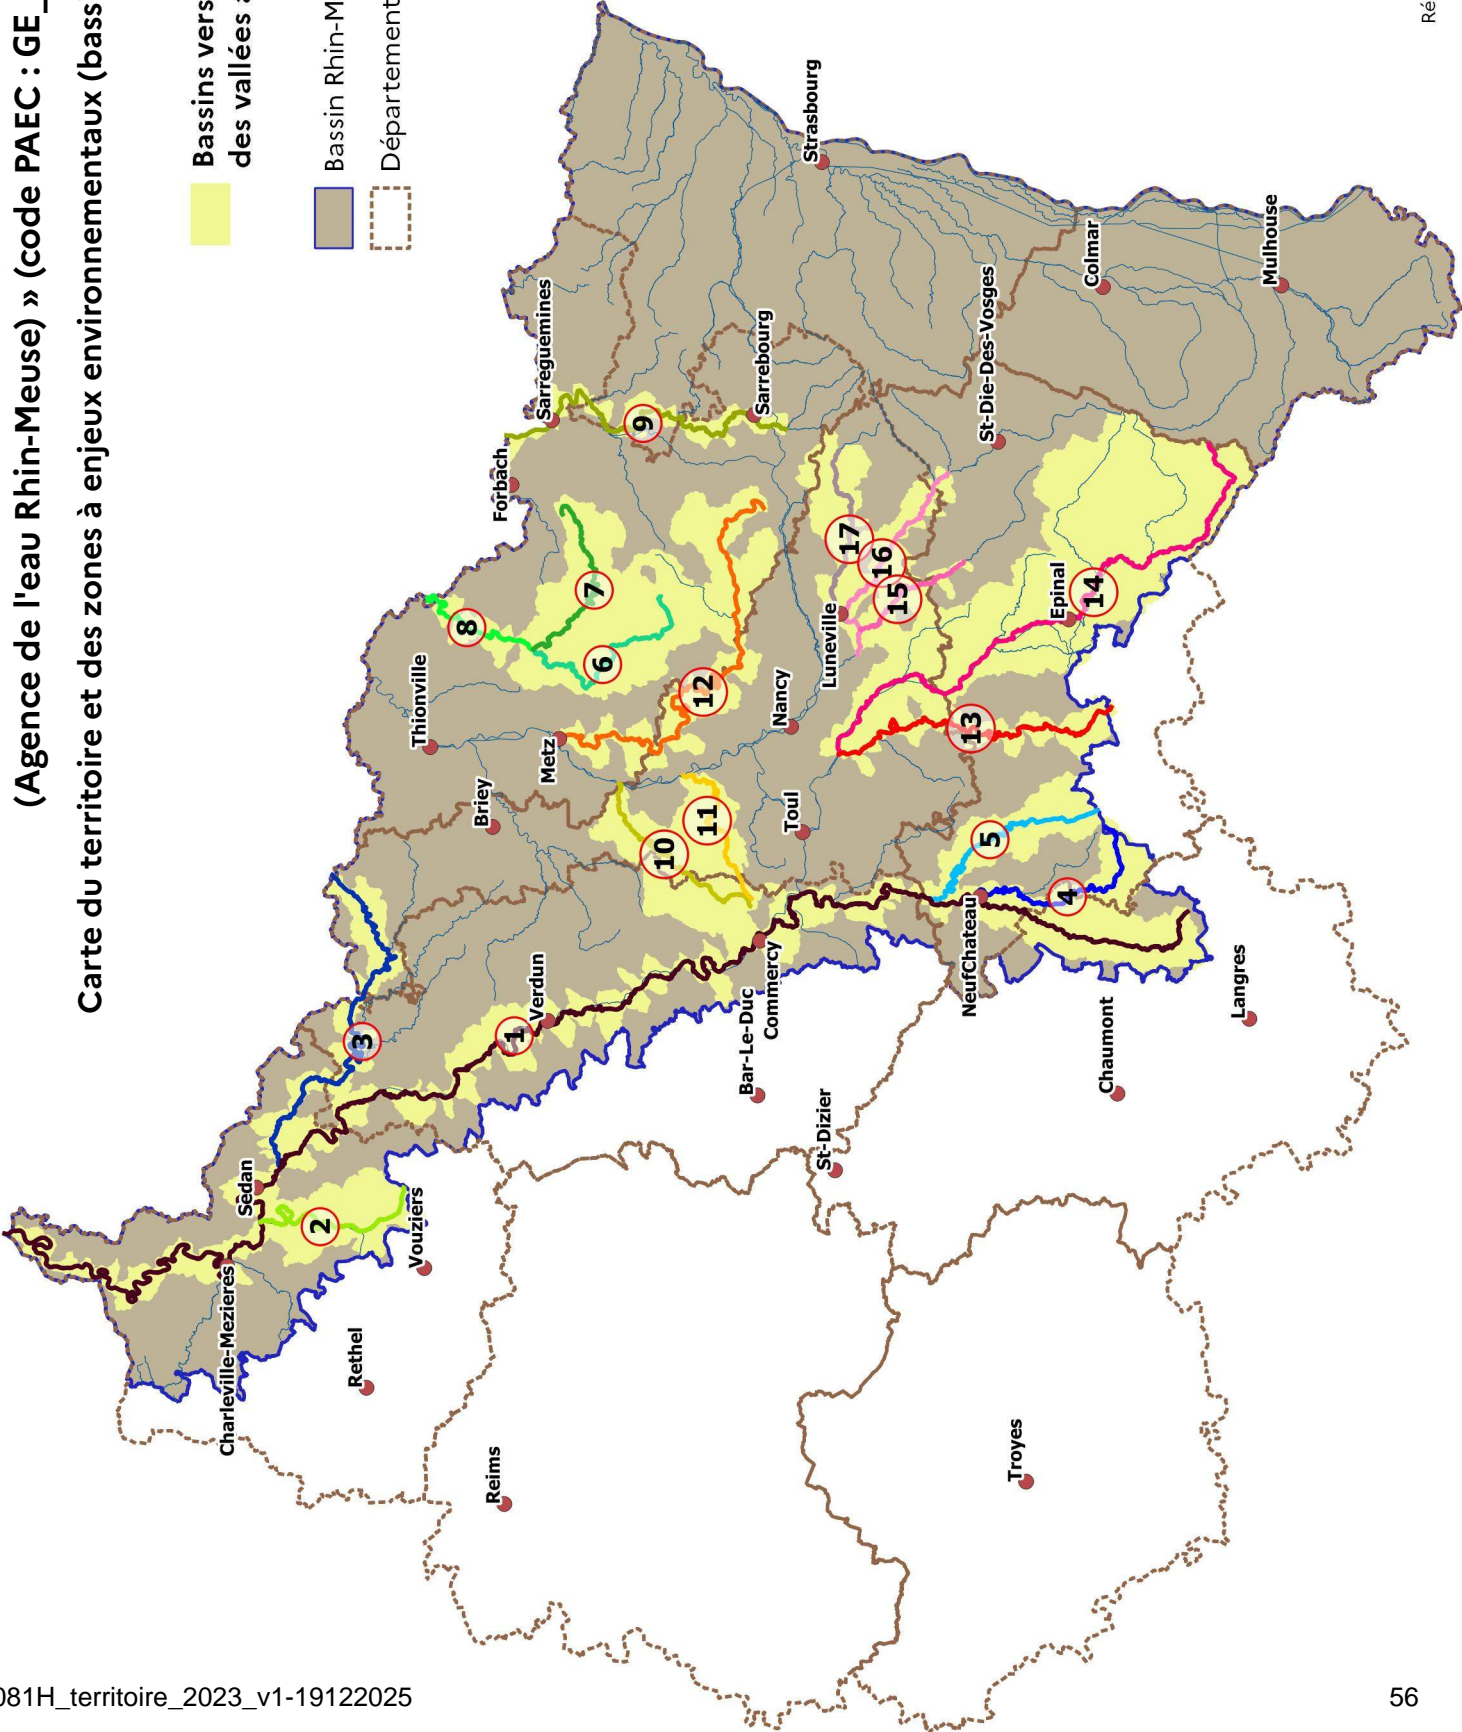 (Agence de l'eau Rhin-Meuse) » (code PAEC : GE_
Carte du territoire et des zones à enjeux environnementaux (bass
Bassins vers
des vallées a
Bassin Rhin-M
Département
Strasbourg
Colmar
Mulhouse
Sarreguemines
Sarrebourg
St-Die-Des-Vosges
Forbach
9
17
16
15
14
7
8
6
Luneville
Epinal
12
13
Thionville
Metz
Nancy
Briey
11
10
Toul
5
4
Neufchateau
Commercy
Verdun
1
3
Bar-Le-Duc
Langres
Chaumont
St-Dizier
Sedan
2
Vouziers
Charleville-Mezieres
Rethel
Reims
Troyes
Ré
081H_territoire_2023_v1-19122025
56